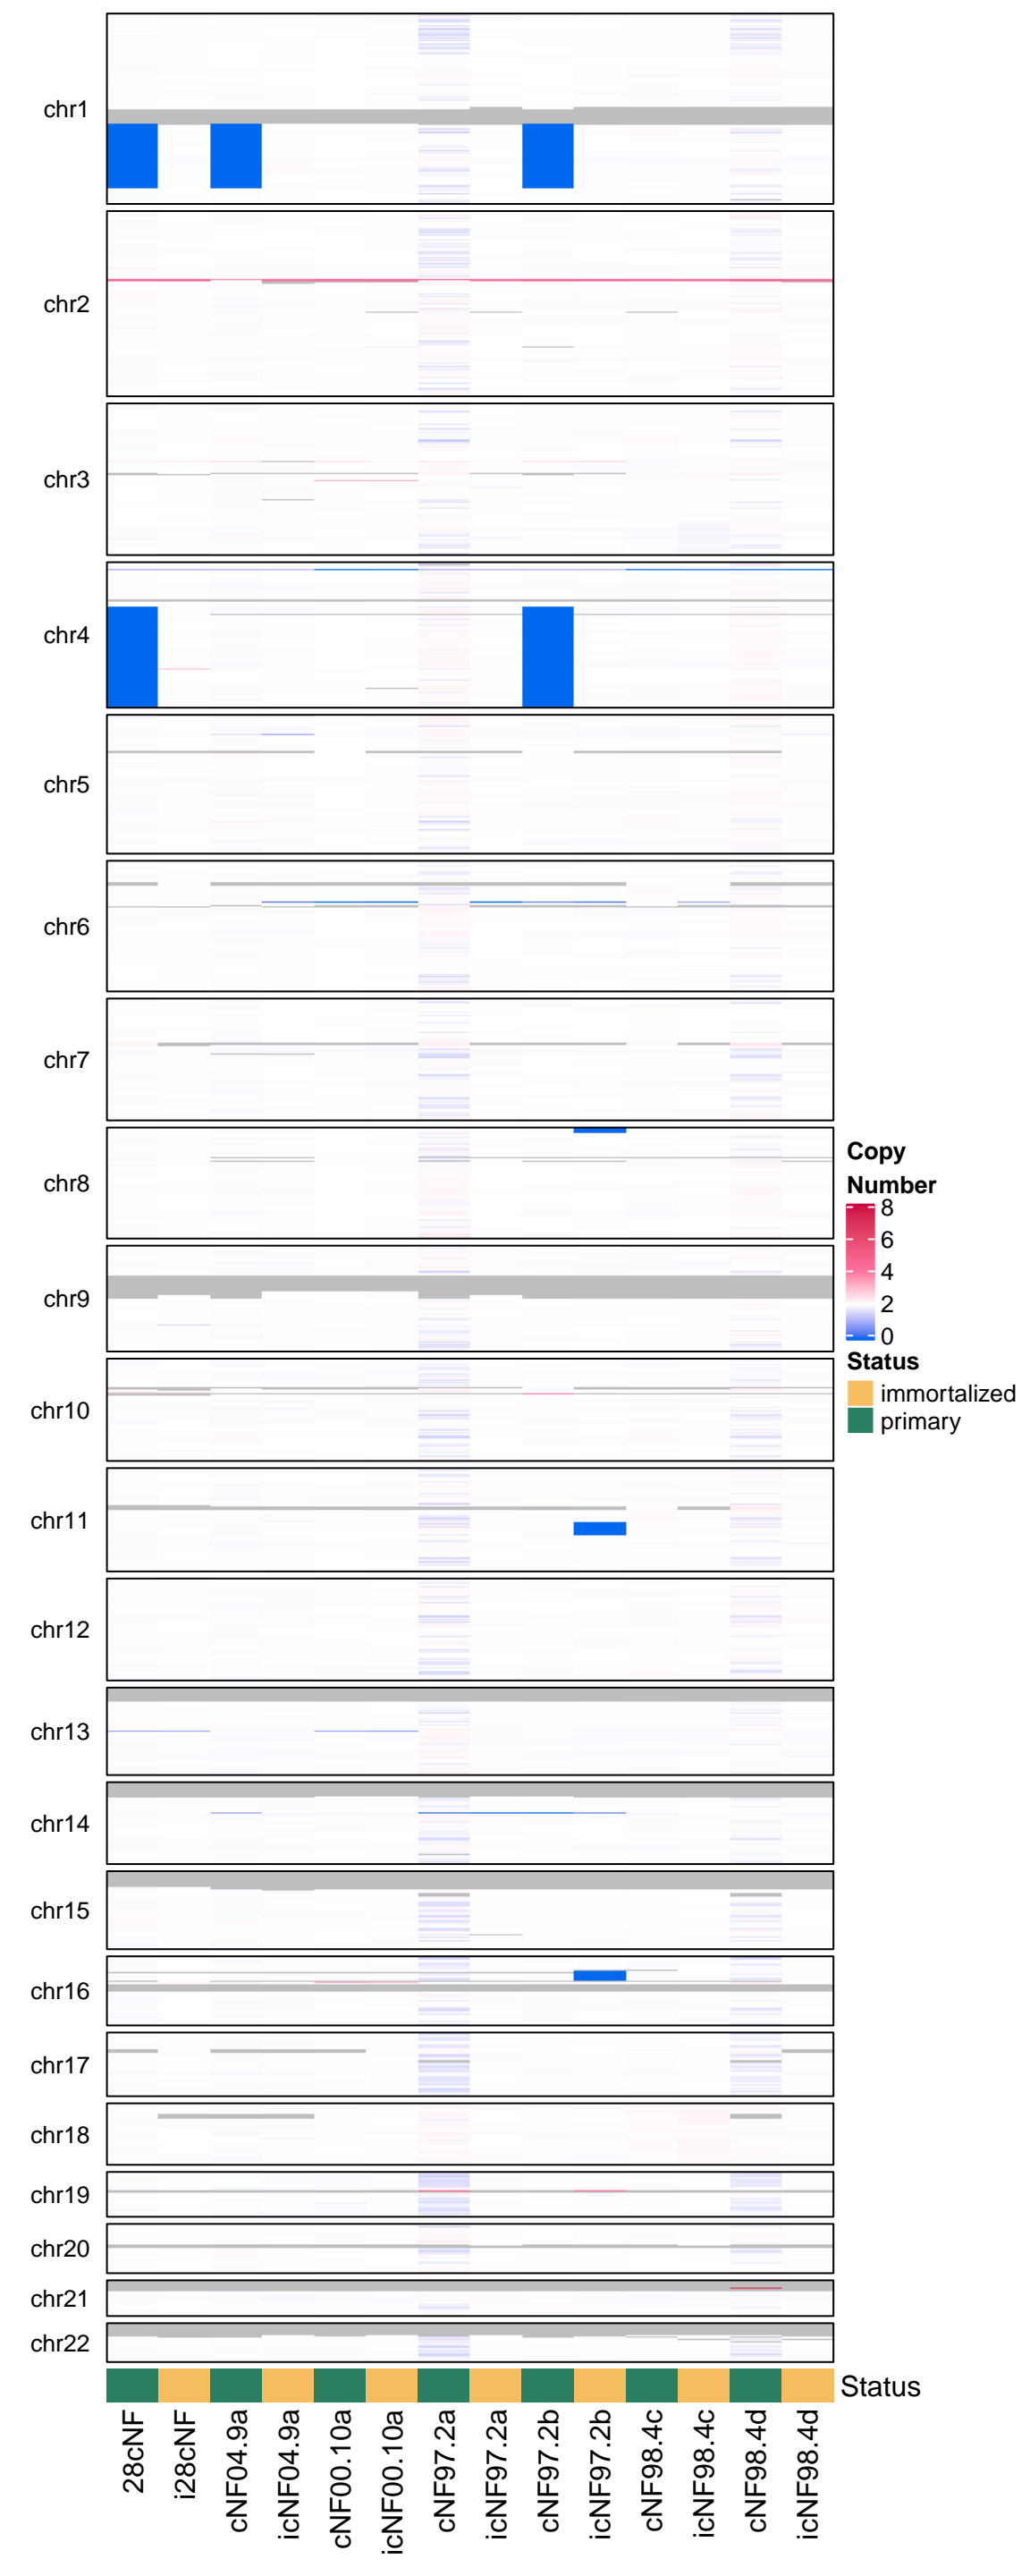 chr1
chr2
chr3
chr4
chr5
chr6
chr7
chr8
chr9
chr10
chr11
chr12
chr13
chr14
chr15
chr16
chr17
chr18
chr19
chr20
chr21
chr22
Copy
Number
8
6
4
2
0
Status
immortalized
primary
Status
28cNF
i28cNF
cNF04.9a
icNF04.9a
cNF00.10a
icNF00.10a
cNF97.2a
icNF97.2a
cNF97.2b
icNF97.2b
cNF98.4c
icNF98.4c
cNF98.4d
icNF98.4d